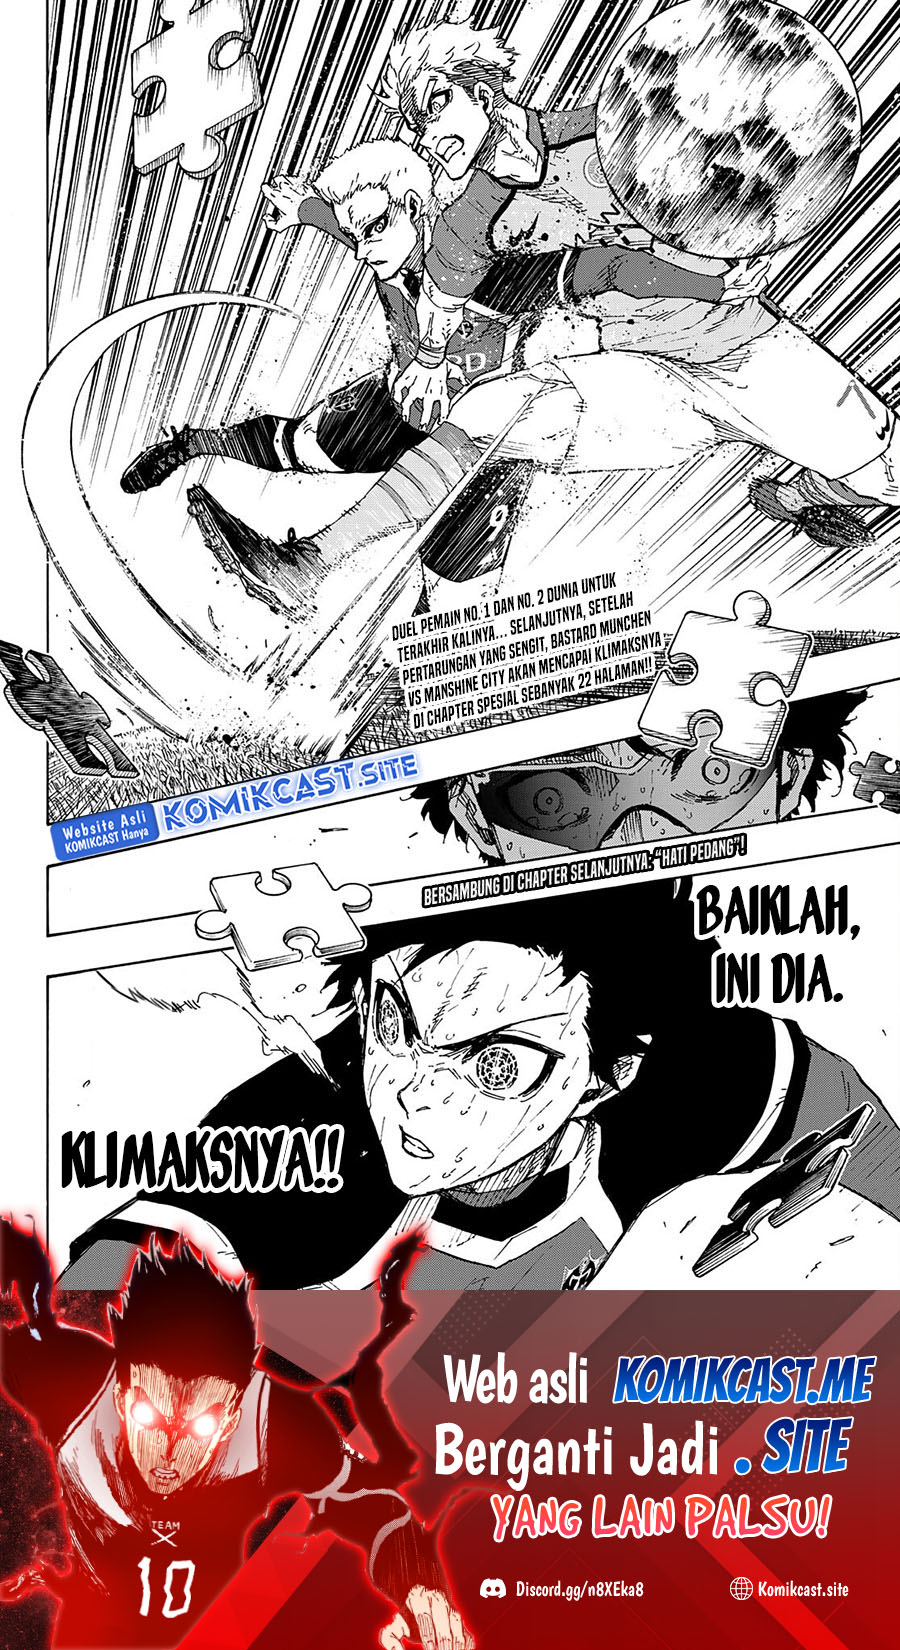 RD
7
9
DUEL PEMAIN NO. 1 DAN NO. 2 DUNIA UNTUK
TERAKHIR KALINYA... SELANJUTNYA, SETELAH
PERTARUNGAN YANG SENGIT, BASTARD MUNCHEN
VS MANSHINE CITY AKAN MENCAPAI KLIMAKSNYA
DI CHAPTER SPESIAL SEBANYAK 22 HALAMAN!!
Website Asli
KOMIKCAST Hanya
KOMIKCAST.SITE
BERSAMBUNG DI CHAPTER SELANJUTNYA: "HATI PEDANG"!
BAIKLAH,
INI DIA.
KLIMAKSNYA!!
TEAM
X
10
Web asli KOMIKCAST.ME
Berganti Jadi .SITE
YANG LAIN PALSU!
Discord.gg/n8XEka8
Komikcast.site